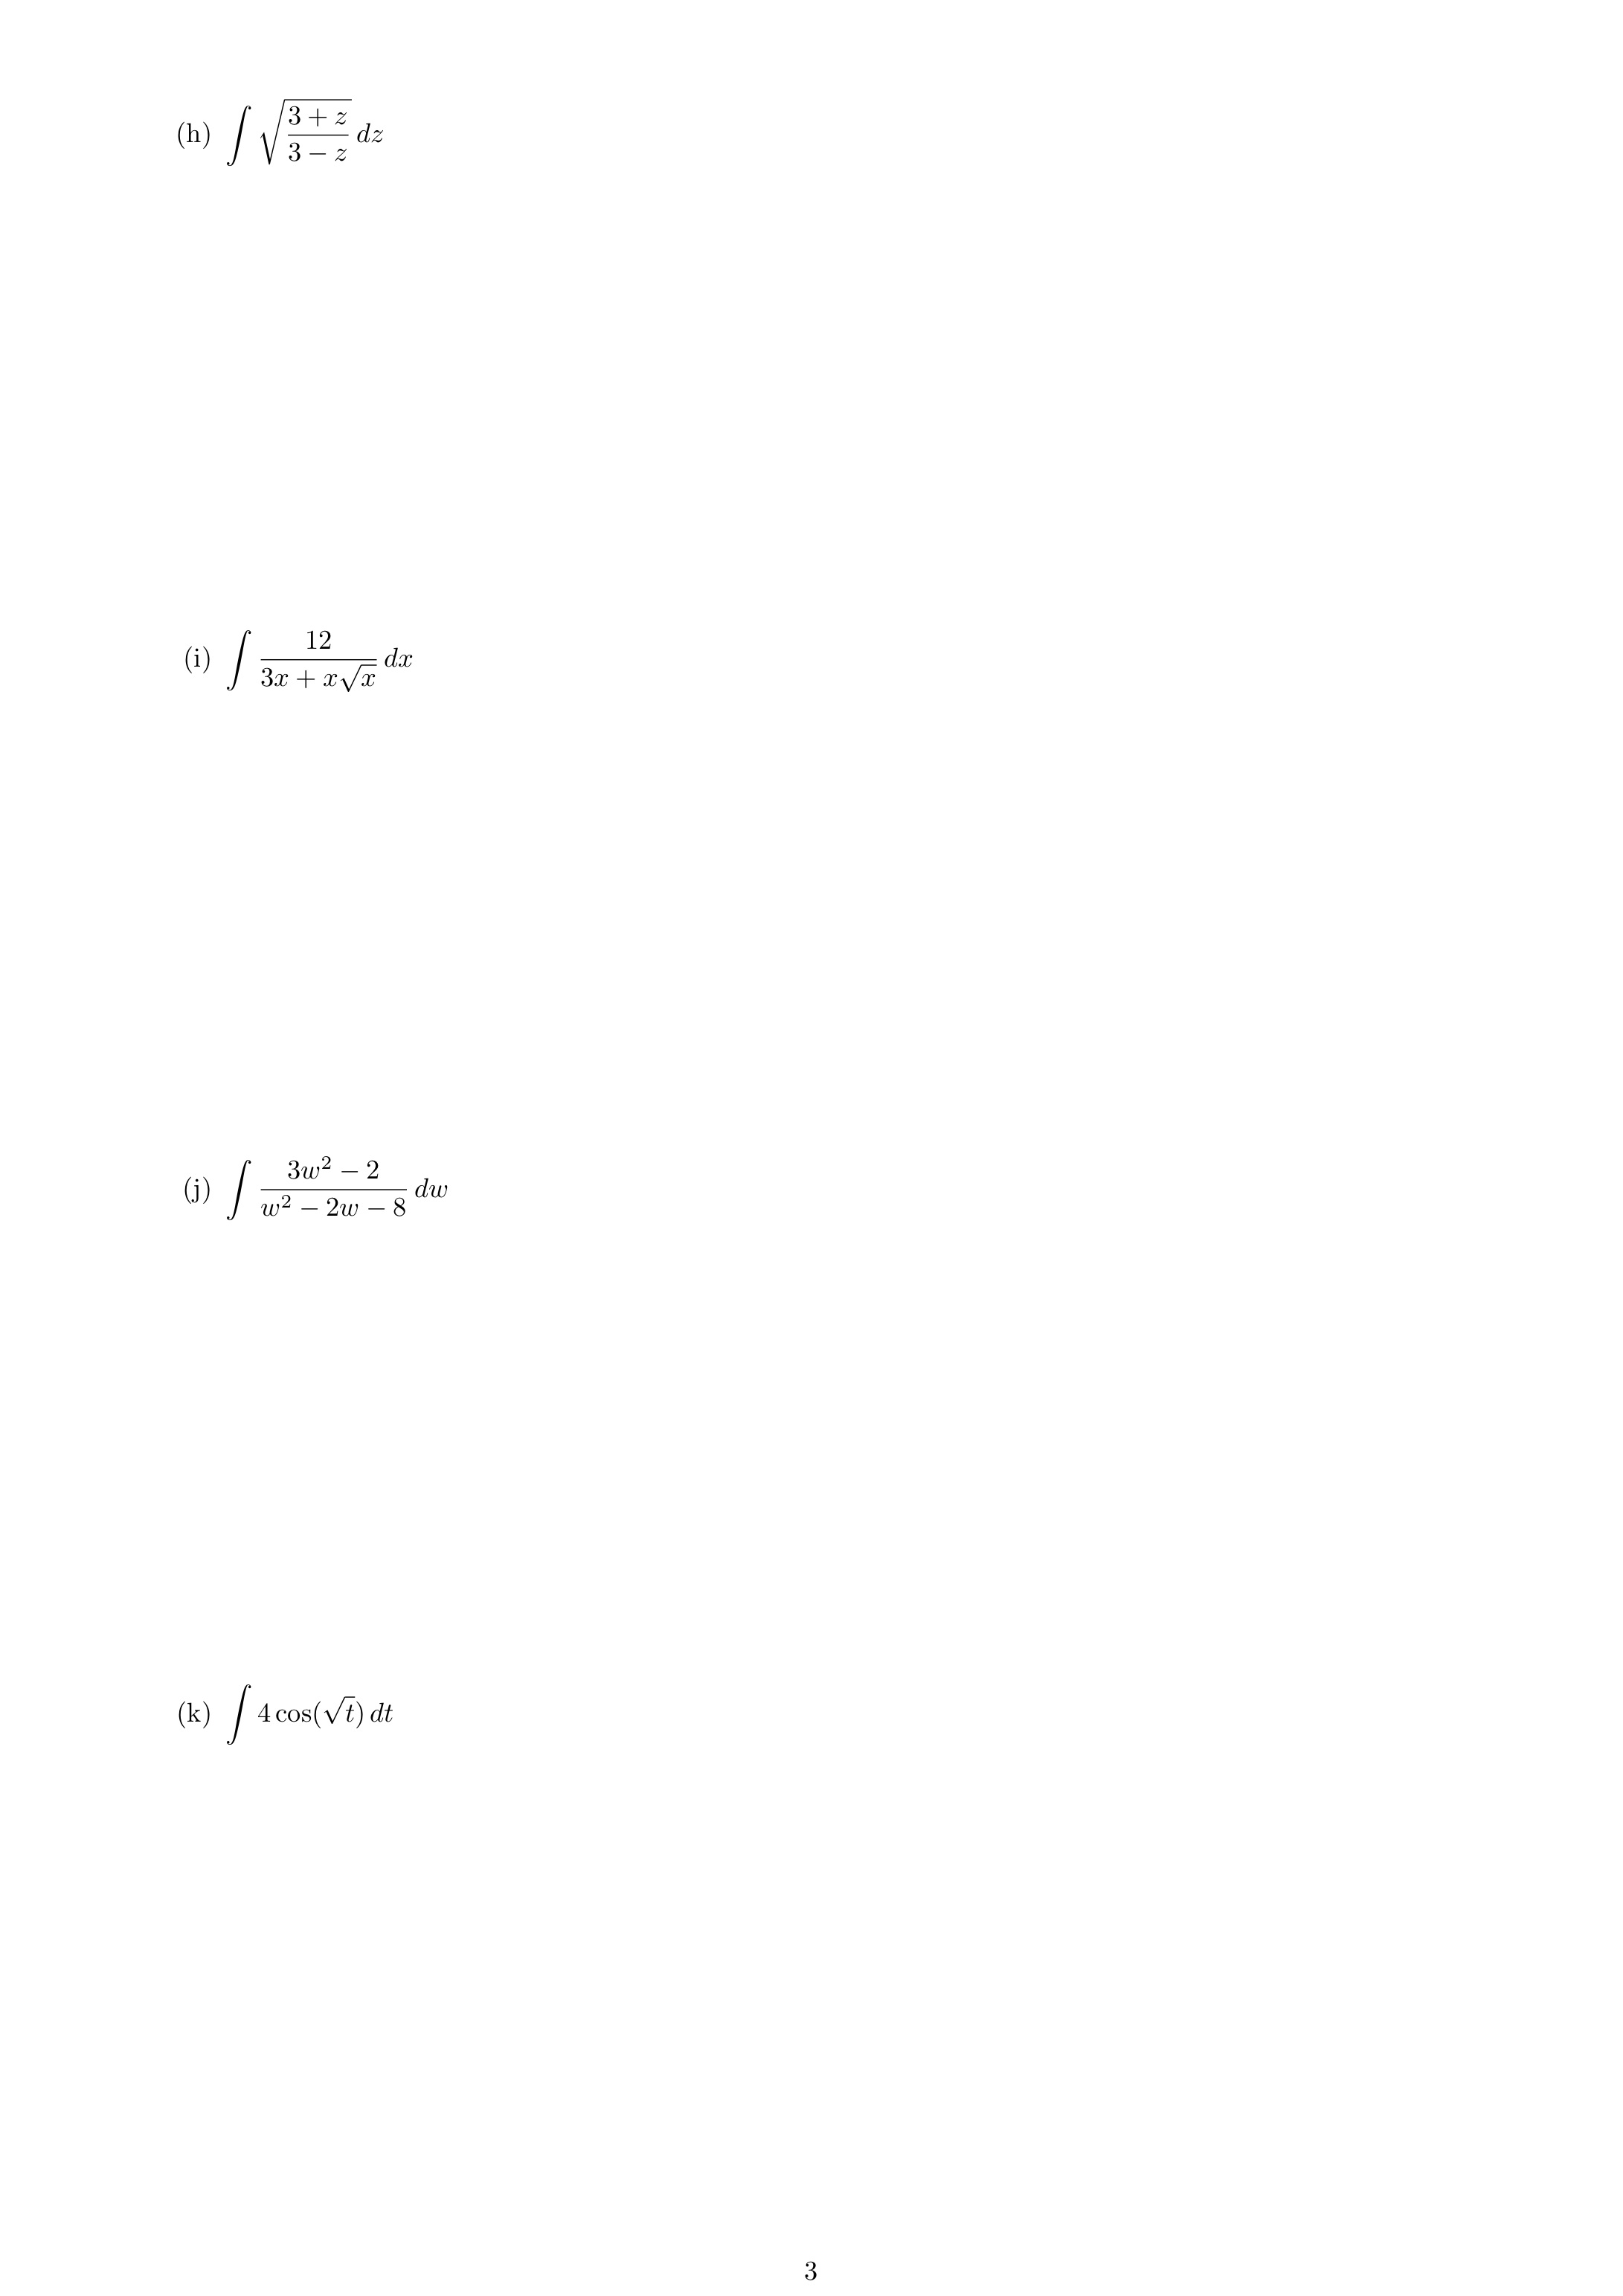 (h) $\int \sqrt{\frac{3+z}{3-z}}\,dz$
(i) $\int \frac{12}{3x+x\sqrt{x}}\,dx$
(j) $\int \frac{3w^2-2}{w^2-2w-8}\,dw$
(k) $\int 4\cos(\sqrt{t})\,dt$
3